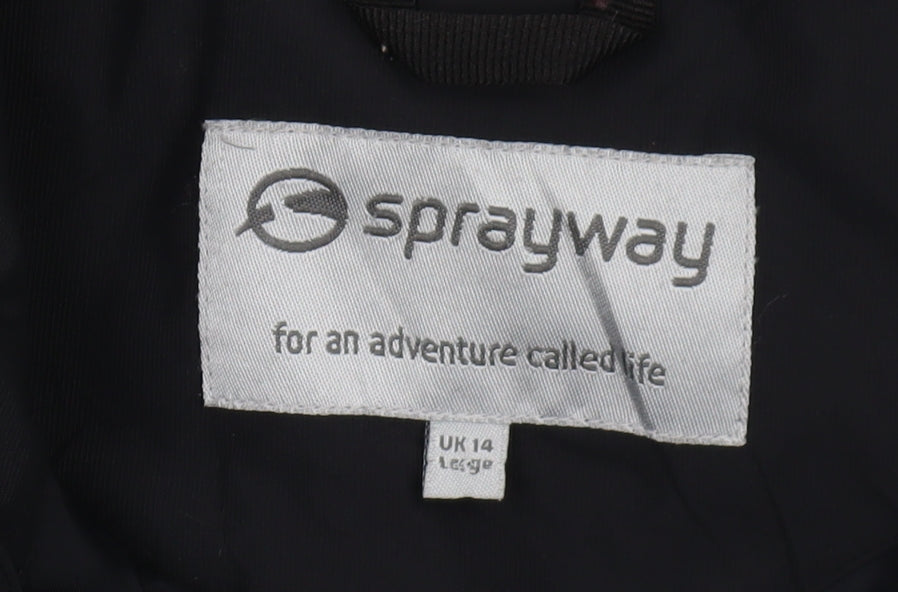 sprayway
for an adventure called life
UK 14
Large